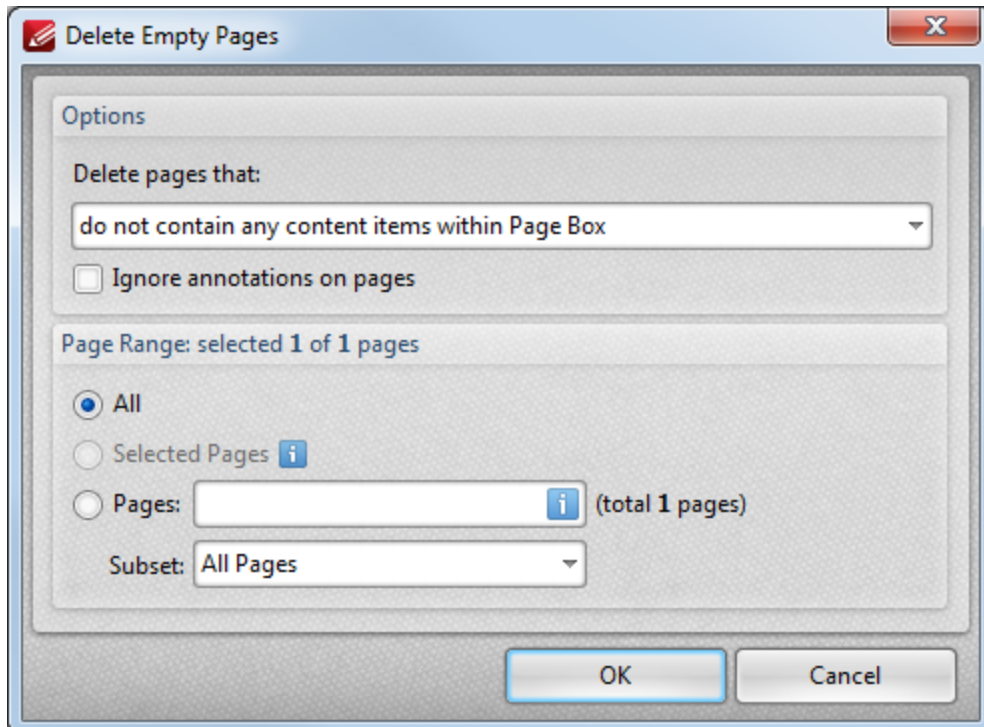 Delete Empty Pages
X
Options
Delete pages that:
do not contain any content items within Page Box
Ignore annotations on pages
Page Range: selected 1 of 1 pages
All
Selected Pages i
Pages: i (total 1 pages)
Subset: All Pages
OK Cancel